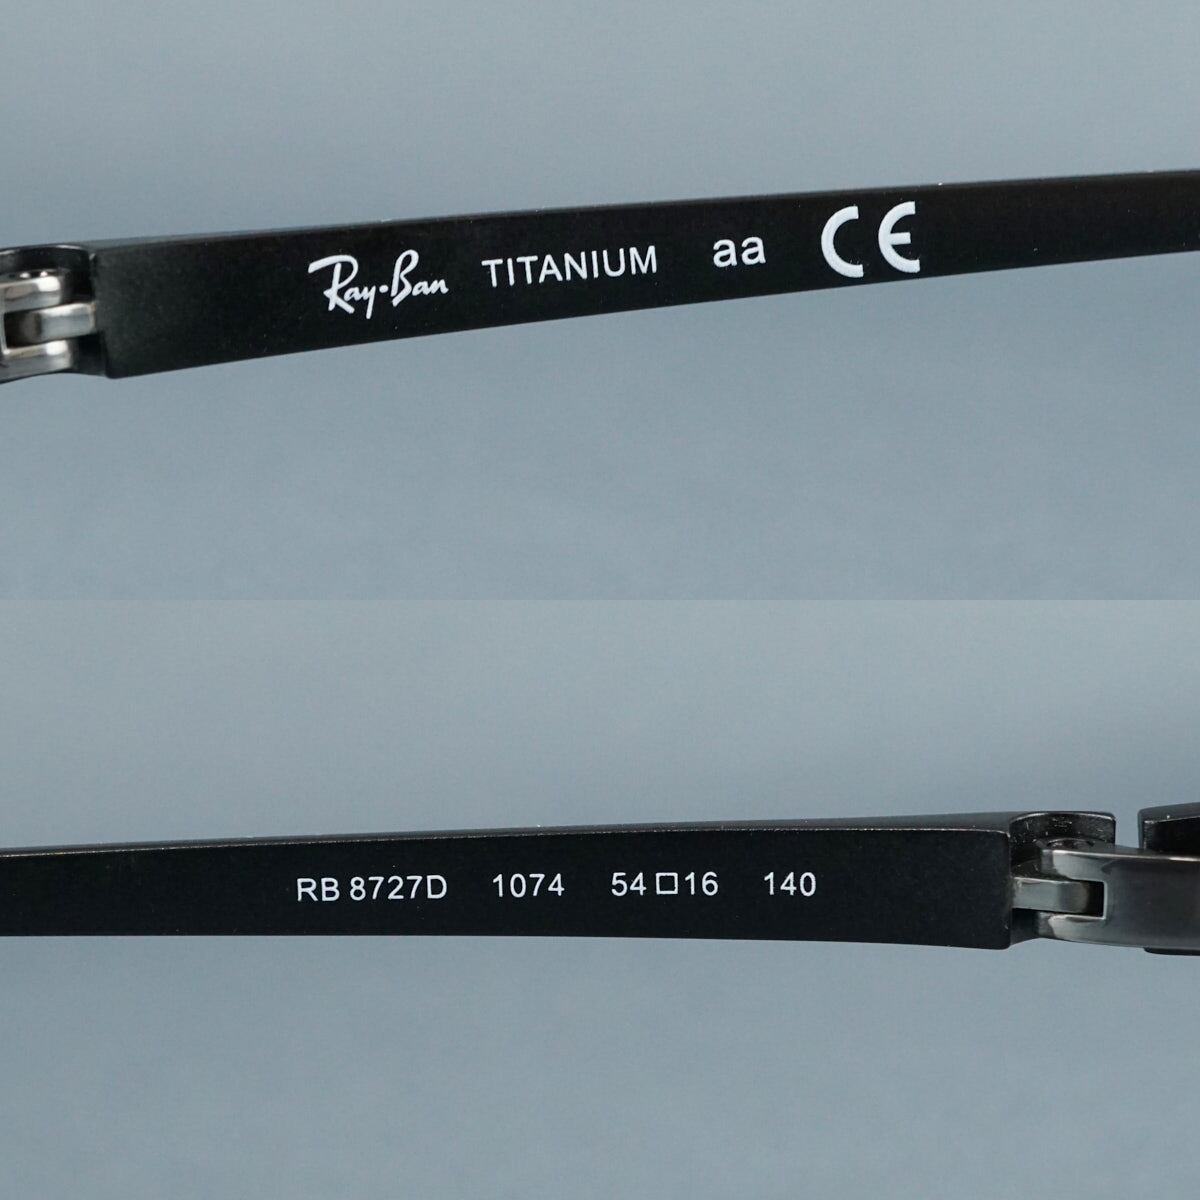 Ray-Ban TITANIUM aa CE
RB 8727D 1074 54□16 140